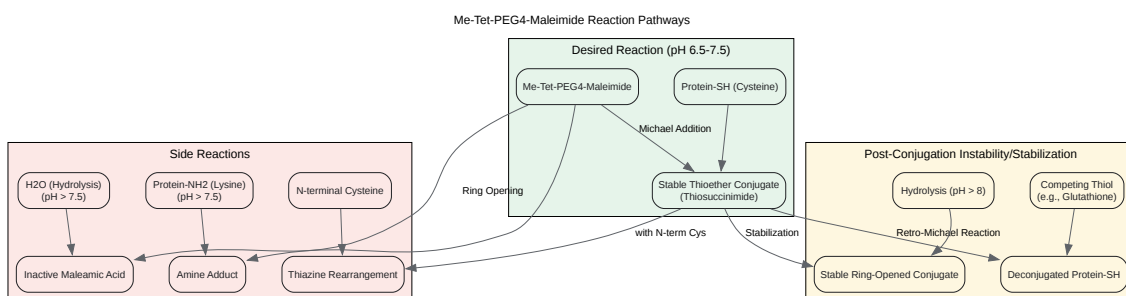 Me-Tet-PEG4-Maleimide Reaction Pathways
Desired Reaction (pH 6.5-7.5)
Me-Tet-PEG4-Maleimide
Protein-SH (Cysteine)
Michael Addition
Stable Thioether Conjugate
(Thiosuccinimide)
Side Reactions
H2O (Hydrolysis)
(pH > 7.5)
Protein-NH2 (Lysine)
(pH > 7.5)
N-terminal Cysteine
Ring Opening
Inactive Maleamic Acid
Amine Adduct
Thiazine Rearrangement
with N-term Cys
Post-Conjugation Instability/Stabilization
Hydrolysis (pH > 8)
Competing Thiol
(e.g., Glutathione)
Stabilization
Retro-Michael Reaction
Stable Ring-Opened Conjugate
Deconjugated Protein-SH